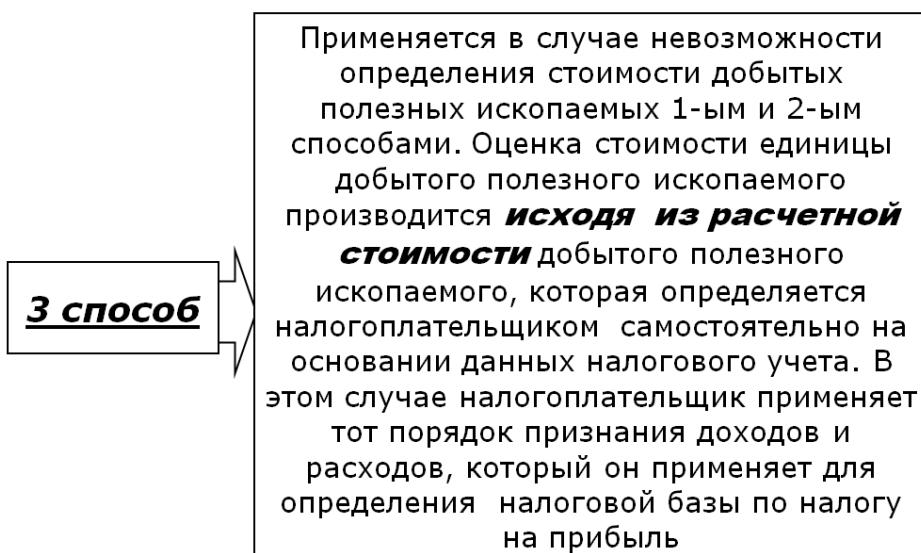 3 способ
Применяется в случае невозможности
определения стоимости добытых
полезных ископаемых 1-ым и 2-ым
способами. Оценка стоимости единицы
добытого полезного ископаемого
производится исходя из расчетной
стоимости добытого полезного
ископаемого, которая определяется
налогоплательщиком самостоятельно на
основании данных налогового учета. В
этом случае налогоплательщик применяет
тот порядок признания доходов и
расходов, который он применяет для
определения налоговой базы по налогу
на прибыль